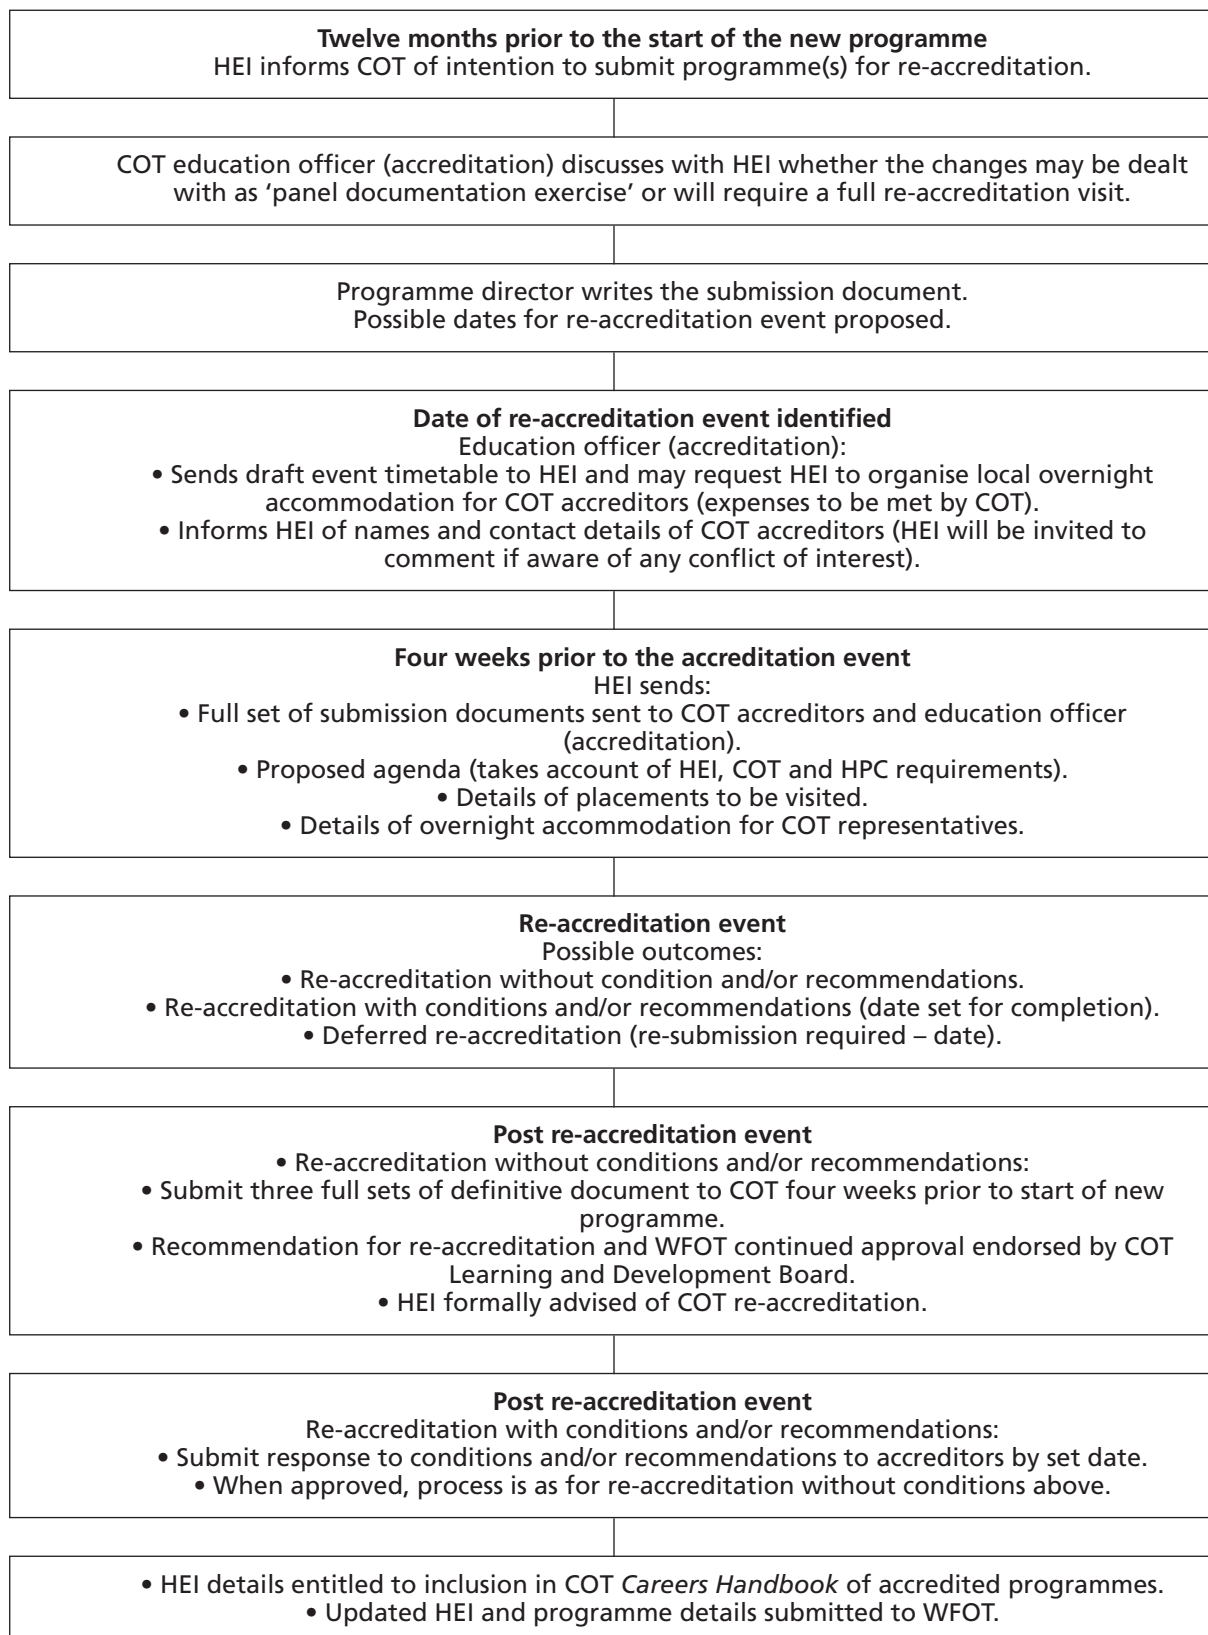 Twelve months prior to the start of the new programme
HEI informs COT of intention to submit programme(s) for re-accreditation.
COT education officer (accreditation) discusses with HEI whether the changes may be dealt
with as ‘panel documentation exercise’ or will require a full re-accreditation visit.
Programme director writes the submission document.
Possible dates for re-accreditation event proposed.
Date of re-accreditation event identified
Education officer (accreditation):
• Sends draft event timetable to HEI and may request HEI to organise local overnight
accommodation for COT accreditors (expenses to be met by COT).
• Informs HEI of names and contact details of COT accreditors (HEI will be invited to
comment if aware of any conflict of interest).
Four weeks prior to the accreditation event
HEI sends:
• Full set of submission documents sent to COT accreditors and education officer
(accreditation).
• Proposed agenda (takes account of HEI, COT and HPC requirements).
• Details of placements to be visited.
• Details of overnight accommodation for COT representatives.
Re-accreditation event
Possible outcomes:
• Re-accreditation without condition and/or recommendations.
• Re-accreditation with conditions and/or recommendations (date set for completion).
• Deferred re-accreditation (re-submission required – date).
Post re-accreditation event
• Re-accreditation without conditions and/or recommendations:
• Submit three full sets of definitive document to COT four weeks prior to start of new
programme.
• Recommendation for re-accreditation and WFOT continued approval endorsed by COT
Learning and Development Board.
• HEI formally advised of COT re-accreditation.
Post re-accreditation event
Re-accreditation with conditions and/or recommendations:
• Submit response to conditions and/or recommendations to accreditors by set date.
• When approved, process is as for re-accreditation without conditions above.
• HEI details entitled to inclusion in COT Careers Handbook of accredited programmes.
• Updated HEI and programme details submitted to WFOT.